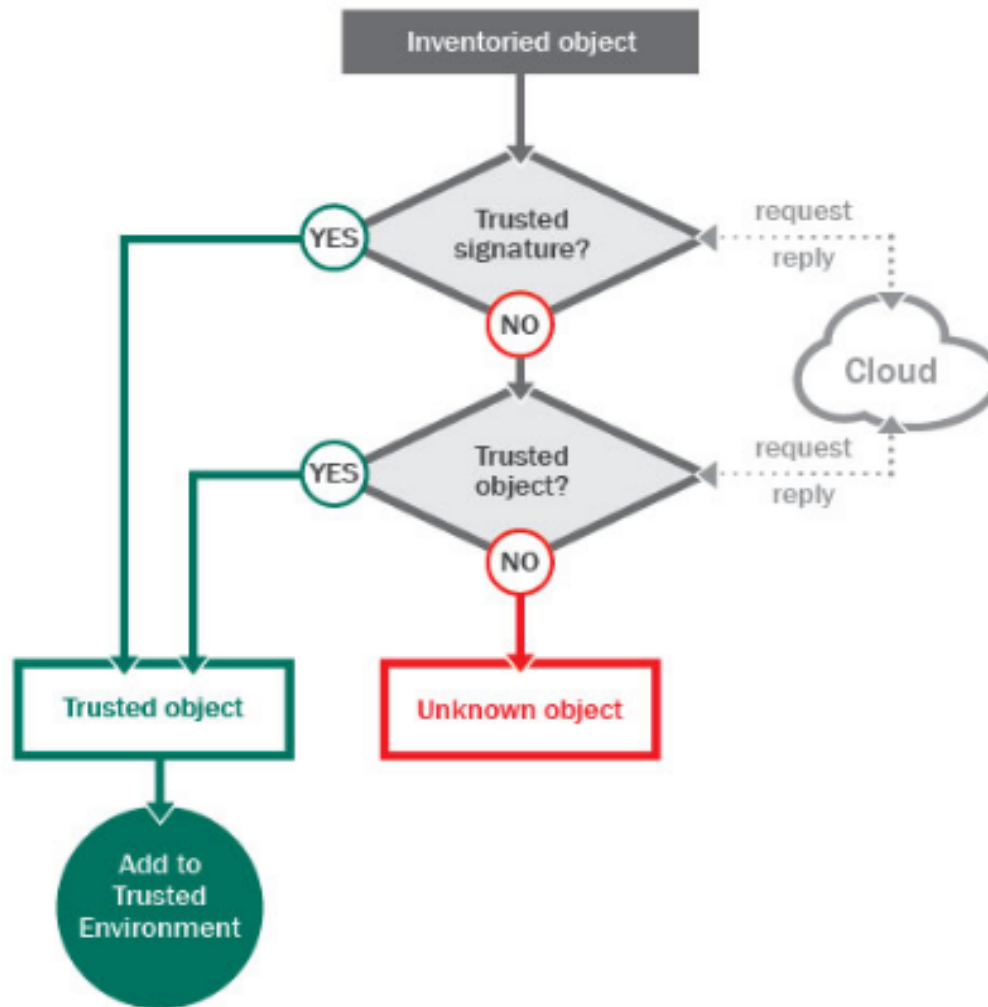 Inventoried object
Trusted
signature?
YES
request
reply
NO
Cloud
Trusted
object?
YES
request
reply
NO
Trusted object
Unknown object
Add to
Trusted
Environment